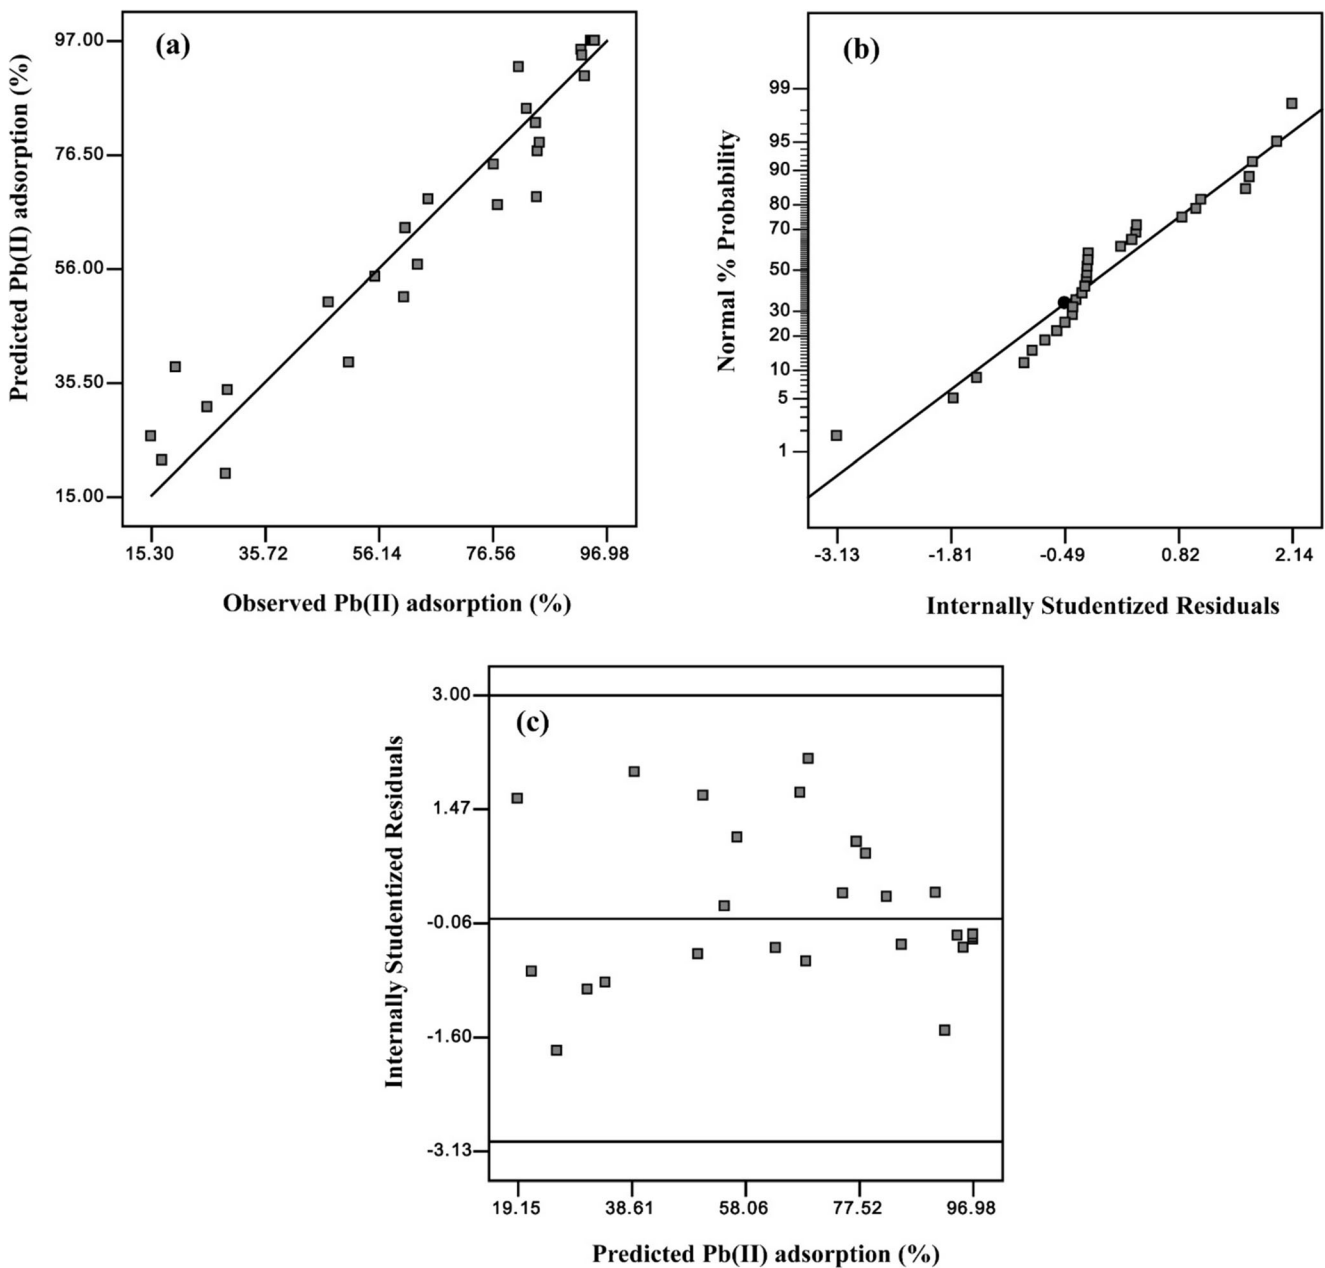 (a)
97.00
76.50
56.00
35.50
15.00
Predicted Pb(II) adsorption (%)
15.30 35.72 56.14 76.56 96.98
Observed Pb(II) adsorption (%)
(b)
99
95
90
80
70
50
30
20
10
5
1
Normal % Probability
-3.13 -1.81 -0.49 0.82 2.14
Internally Studentized Residuals
(c)
3.00
1.47
-0.06
-1.60
-3.13
Internally Studentized Residuals
19.15 38.61 58.06 77.52 96.98
Predicted Pb(II) adsorption (%)